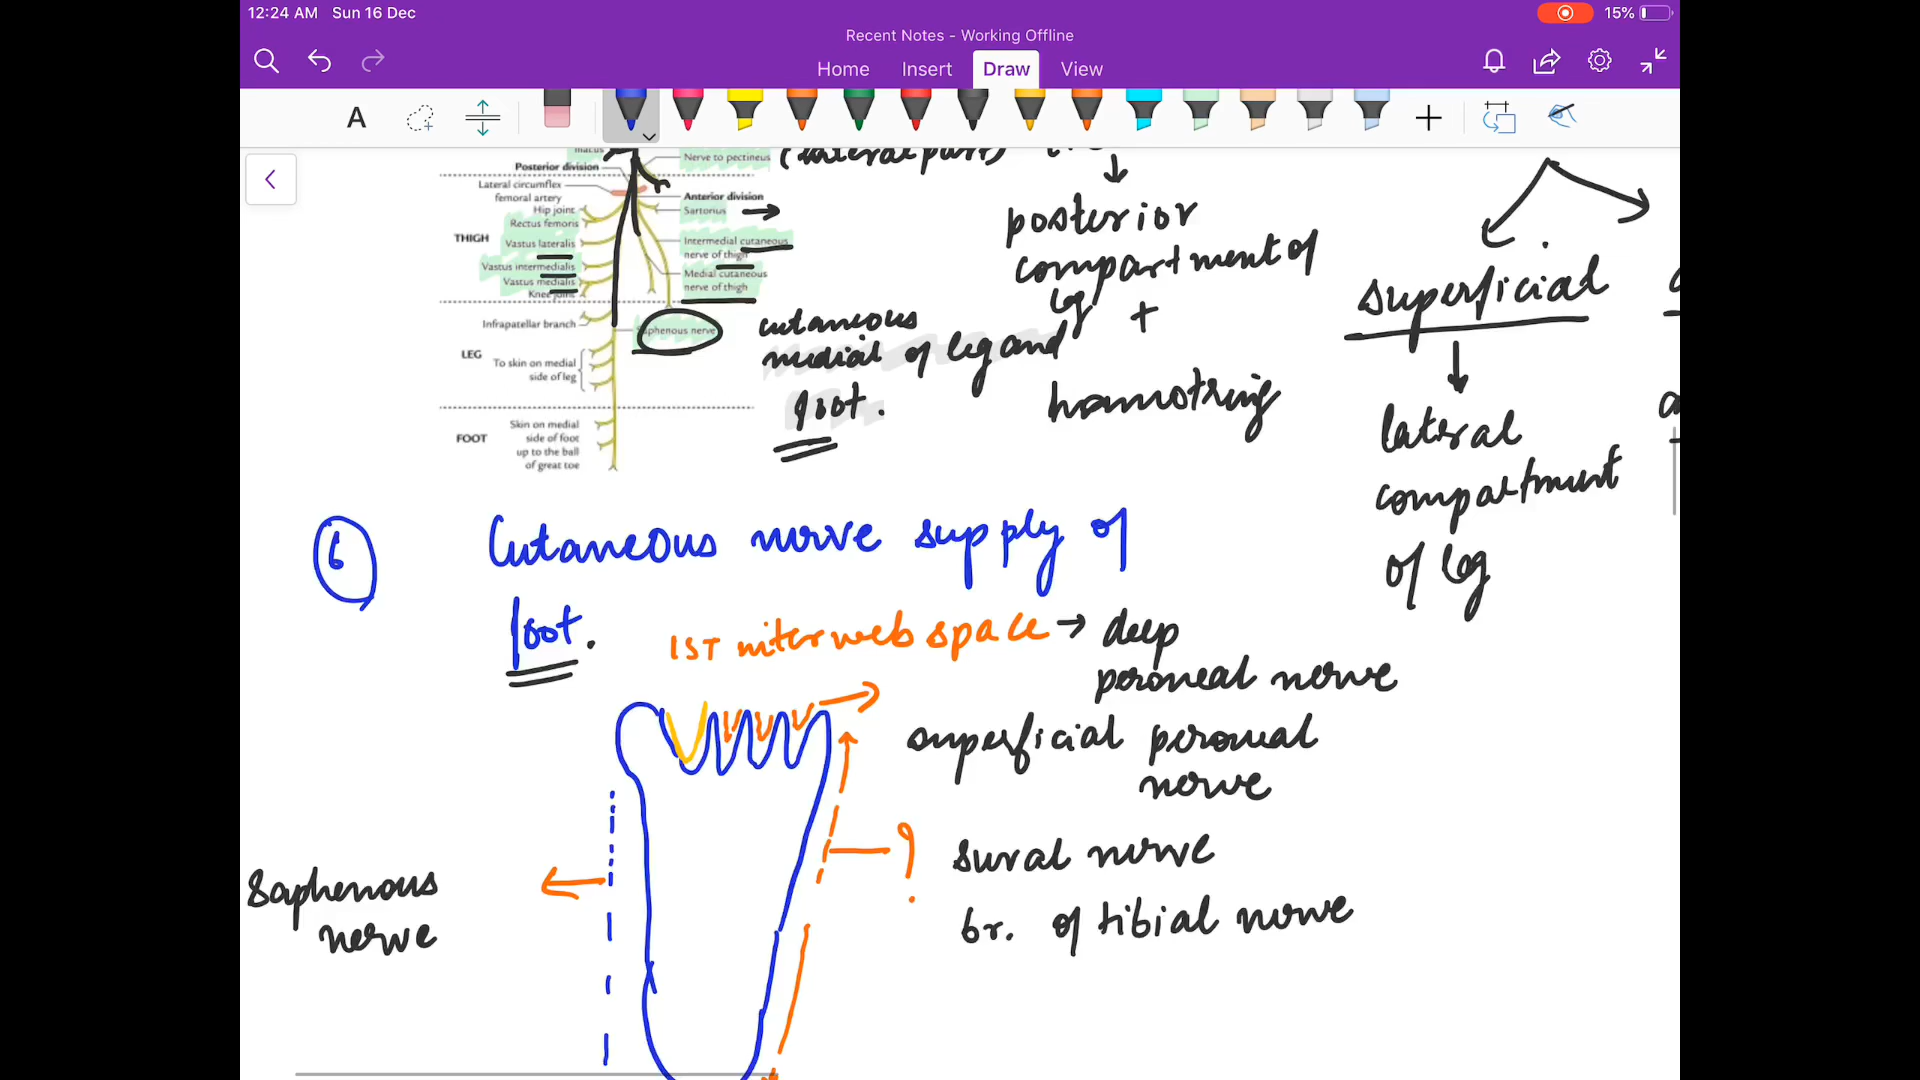 12:24 AM Sun 16 Dec
15%
Recent Notes - Working Offline
Home Insert Draw View
A
Posterior division
Nerve to pectineus
(lateral part)
Lateral circumflex
femoral artery
Anterior division
Hip joint
Sartorius
Rectus femoris
THIGH
Vastus lateralis
Intermedial cutaneous
nerve of thigh
Vastus intermedialis
Medial cutaneous
Vastus medialis
nerve of thigh
Knee joint
Infrapatellar branch
Saphenous nerve
LEG
To skin on medial
side of leg
Skin on medial
FOOT
side of foot
up to the ball
of great toe
cutaneous
medial of leg and
foot.
posterior
compartment of
leg
+
hamstring
superficial
lateral
compartment
of leg
6
Cutaneous nerve supply of
foot.
1ST interweb space → deep
peroneal nerve
superficial peroneal
nerve
?
sural nerve
br. of tibial nerve
Saphenous
nerve